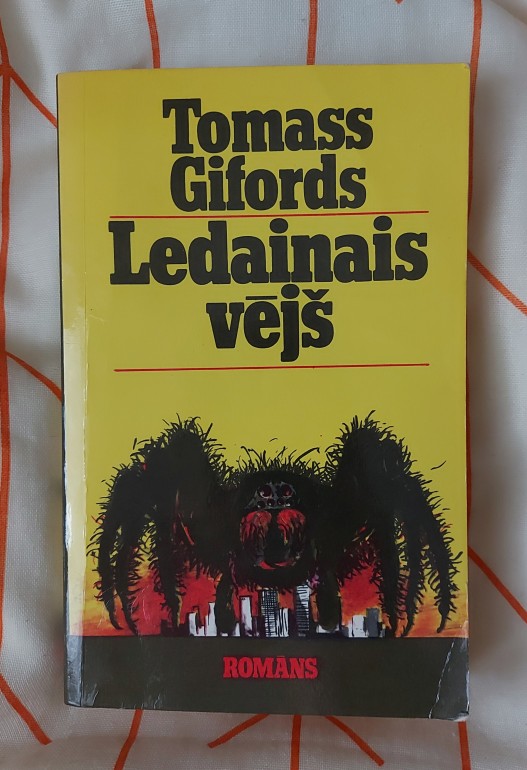 Tomass
Gifords
Ledainais
vējš
ROMĀNS